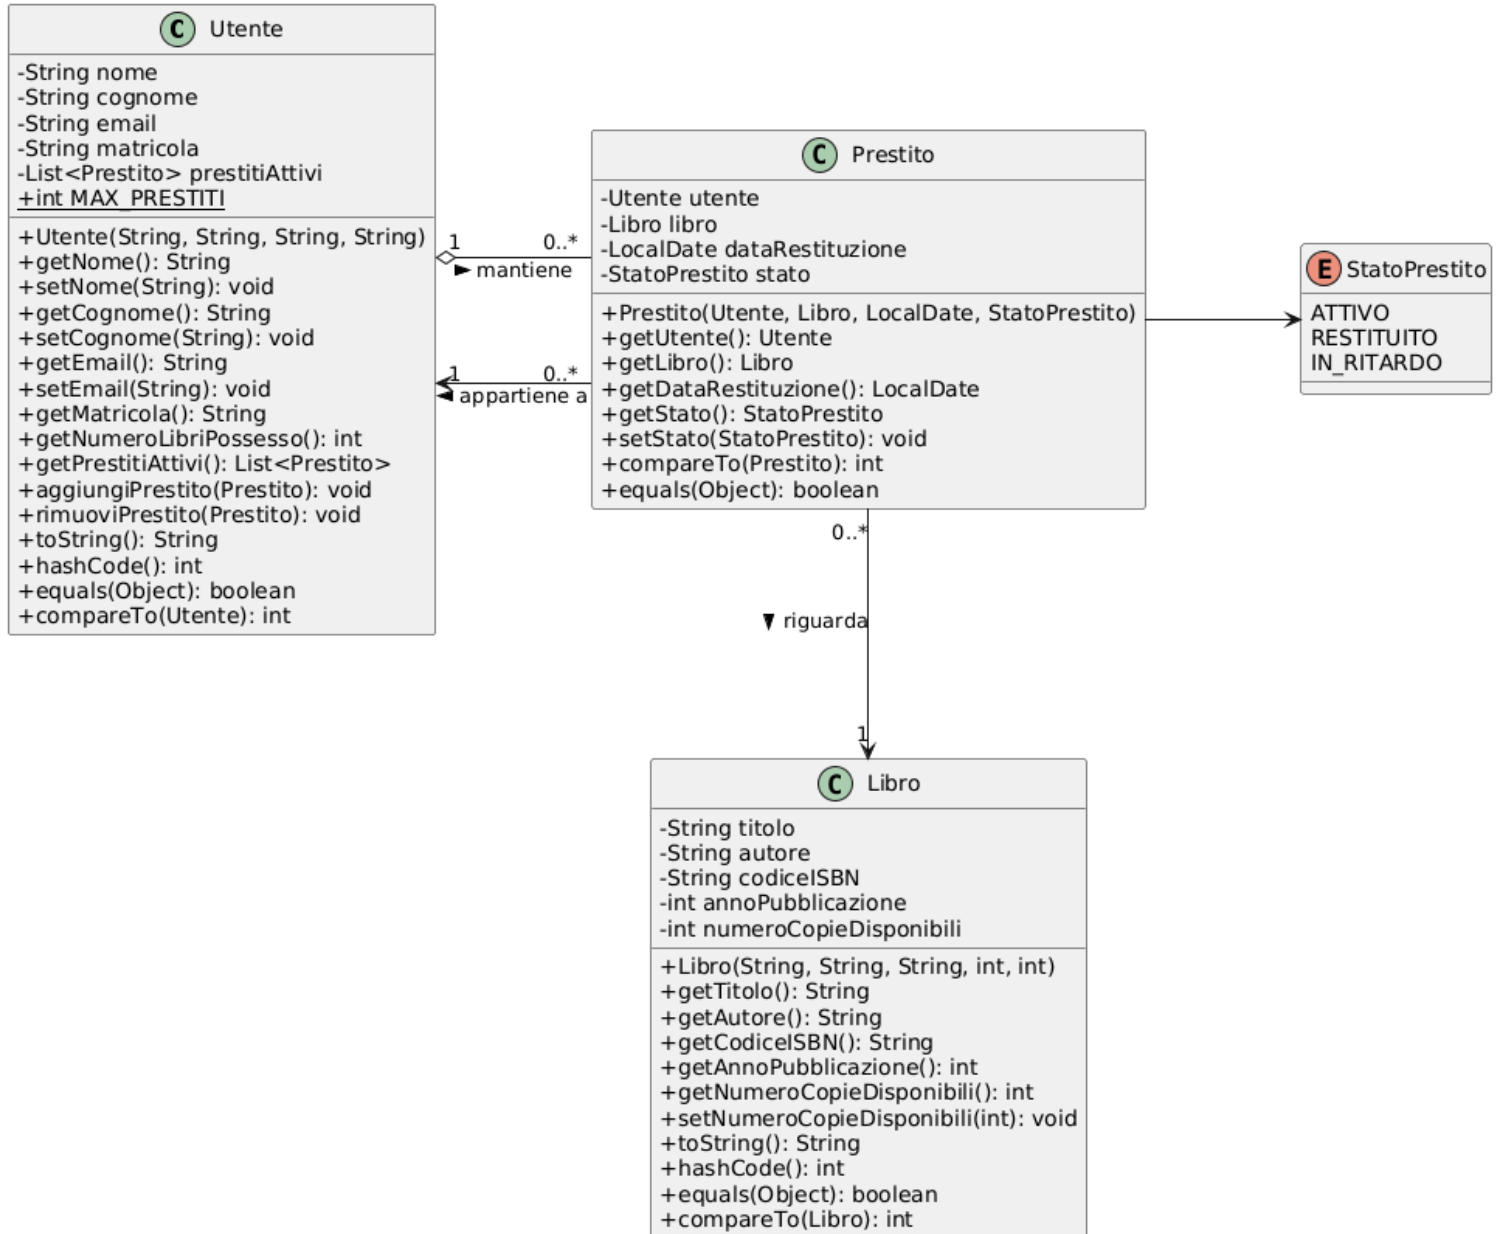 C Utente
-String nome
-String cognome
-String email
-String matricola
-List<Prestito> prestitiAttivi
+int MAX_PRESTITI
+Utente(String, String, String, String)
+getNome(): String
+setNome(String): void
+getCognome(): String
+setCognome(String): void
+getEmail(): String
+setEmail(String): void
+getMatricola(): String
+getNumeroLibriPossesso(): int
+getPrestitiAttivi(): List<Prestito>
+aggiungiPrestito(Prestito): void
+rimuoviPrestito(Prestito): void
+toString(): String
+hashCode(): int
+equals(Object): boolean
+compareTo(Utente): int
1 0..*
mantiene
1 0..*
appartiene a
C Prestito
-Utente utente
-Libro libro
-LocalDate dataRestituzione
-StatoPrestito stato
+Prestito(Utente, Libro, LocalDate, StatoPrestito)
+getUtente(): Utente
+getLibro(): Libro
+getDataRestituzione(): LocalDate
+getStato(): StatoPrestito
+setStato(StatoPrestito): void
+compareTo(Prestito): int
+equals(Object): boolean
E StatoPrestito
ATTIVO
RESTITUITO
IN_RITARDO
0..*
riguarda
1
C Libro
-String titolo
-String autore
-String codiceISBN
-int annoPubblicazione
-int numeroCopieDisponibili
+Libro(String, String, String, int, int)
+getTitolo(): String
+getAutore(): String
+getCodiceISBN(): String
+getAnnoPubblicazione(): int
+getNumeroCopieDisponibili(): int
+setNumeroCopieDisponibili(int): void
+toString(): String
+hashCode(): int
+equals(Object): boolean
+compareTo(Libro): int